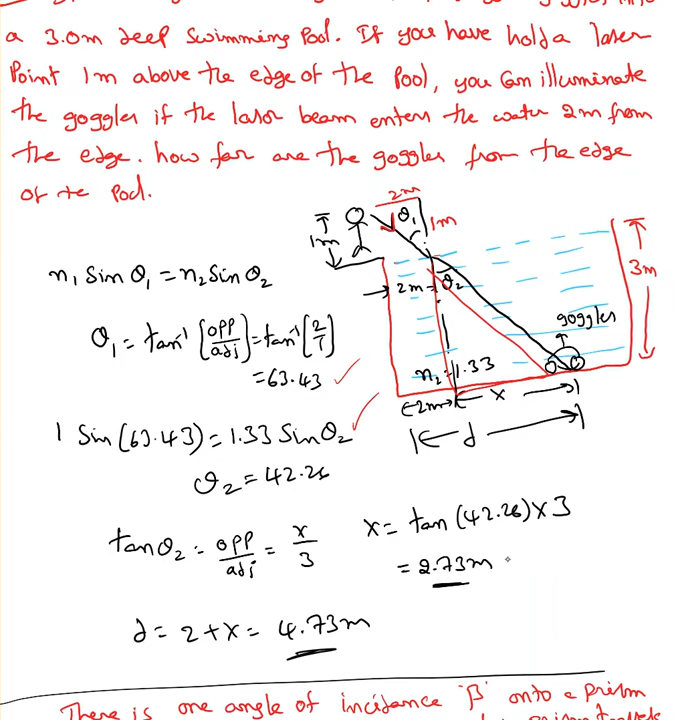 a 3.0m deep swimming Pool. If you have hold a laser
Point 1m above the edge of the Pool, you Can illuminate
the goggles if the lasor beam enters the water 2m from
the edge. how far are the goggles from the edge
of the Pool.
2m
θ₁
1m
1m
3m
n₁ Sin θ₁ = n₂ Sin θ₂
2m
θ₂
goggles
θ₁ = tan⁻¹ [opp/adj] = tan⁻¹ [2/1]
= 63.43
n₂ = 1.33
2m
x
d
1 Sin (63.43) = 1.33 Sin θ₂
θ₂ = 42.26
tan θ₂ = opp/adj = x/3
x = tan (42.26) x 3
= 2.73m
d = 2 + x = 4.73m
There is one angle of incidence β onto a prism